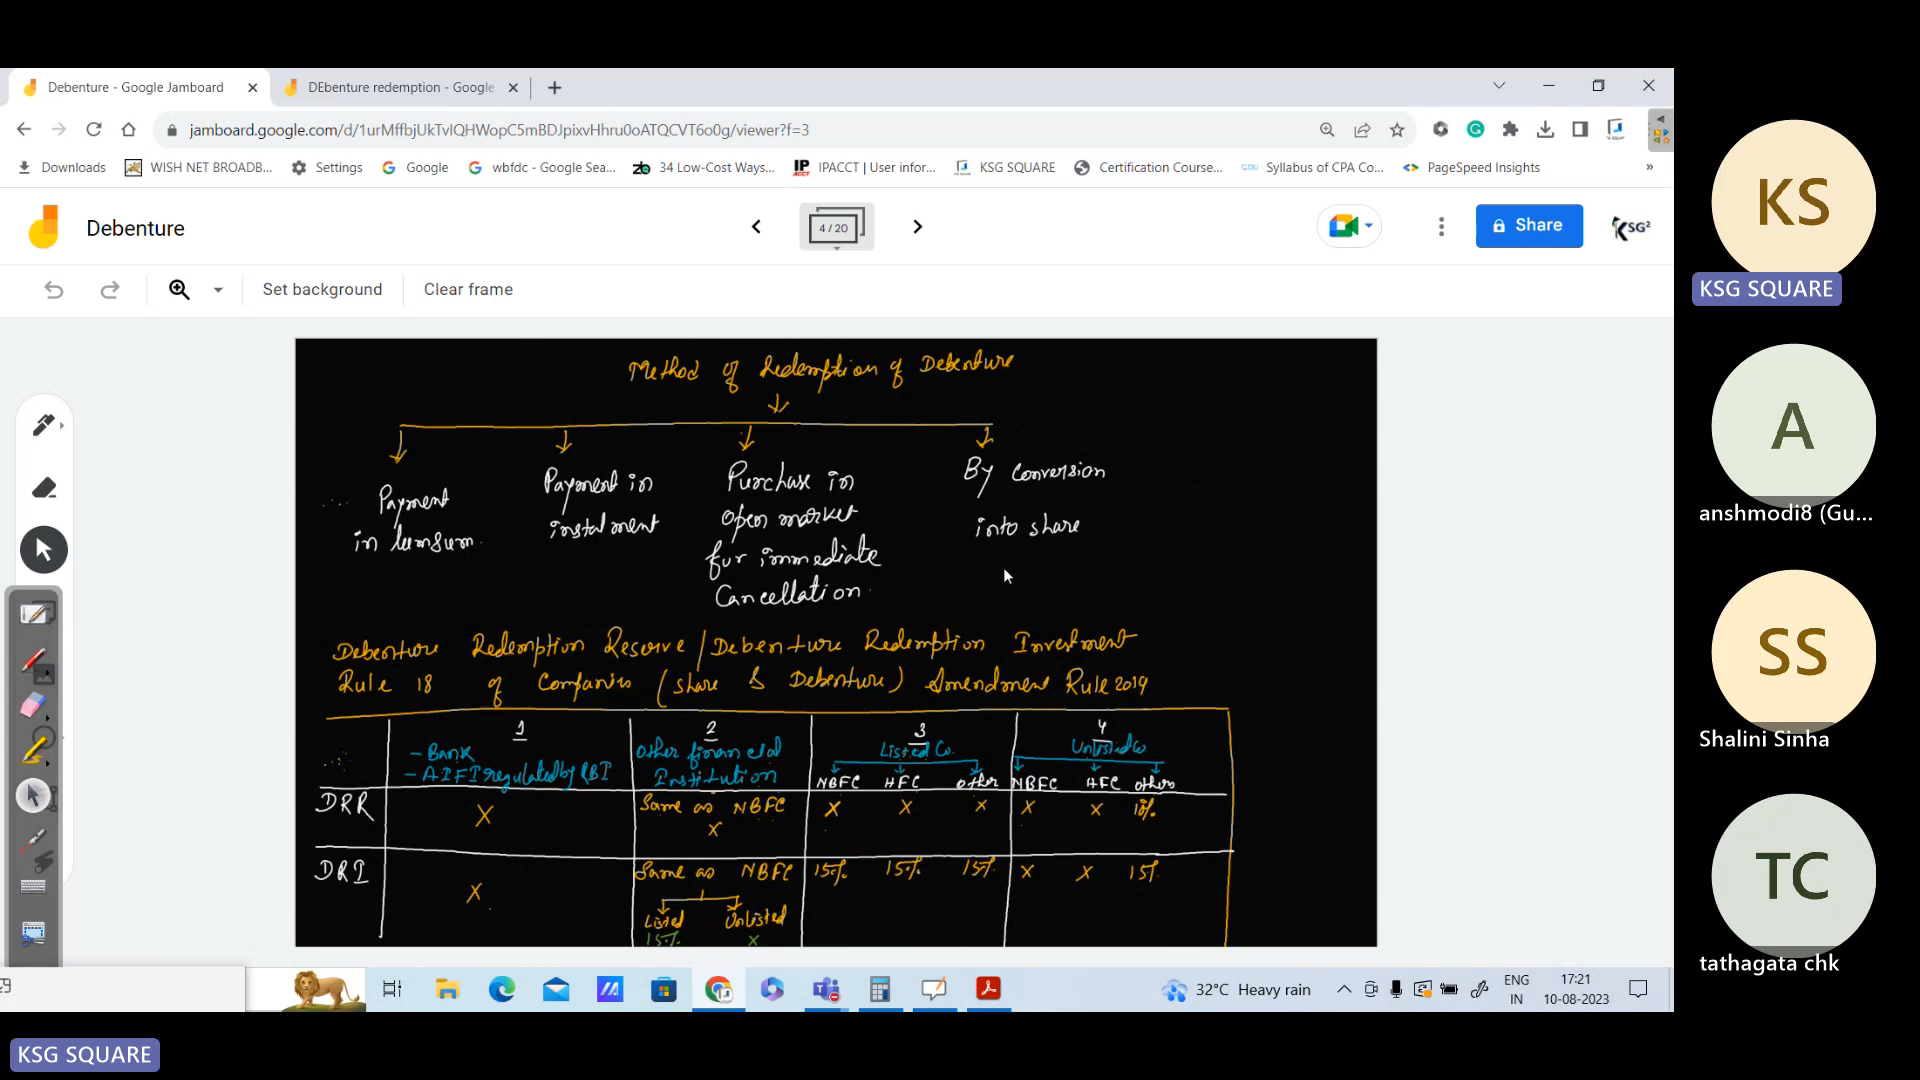 Debenture - Google Jamboard
DEbenture redemption - Google
jamboard.google.com/d/1urMffbjUkTvIQHWopC5mBDJpixvHhru0oATQCVT6o0g/viewer?f=3
Downloads WISH NET BROADB... Settings Google wbfdc - Google Sea... 34 Low-Cost Ways... IPACCT | User infor... KSG SQUARE Certification Course... Syllabus of CPA Co... PageSpeed Insights »
Debenture
4 / 20
Share
KSG²
Set background Clear frame
Method of Redemption of Debenture
Payment
in lumsum.
Payment in
instalment
Purchase in
open market
for immediate
Cancellation.
By conversion
into share
Debenture Redemption Reserve / Debenture Redemption Investment
Rule 18 of Companies (share & Debenture) Amendment Rule 2019
1 2 3 4
- Bank
- AIFI regulated by RBI
Other financial
Institution
Listed Co.
NBFC HFC other
Unlisted Co
NBFC HFC others
DRR X Same as NBFC X X X X X X 10%
DRI X Same as NBFC 15% 15% 15% X X 15%
Listed Unlisted
15% X
32°C Heavy rain
ENG
IN
17:21
10-08-2023
KS
KSG SQUARE
A
anshmodi8 (Gu...
SS
Shalini Sinha
TC
tathagata chk
KSG SQUARE